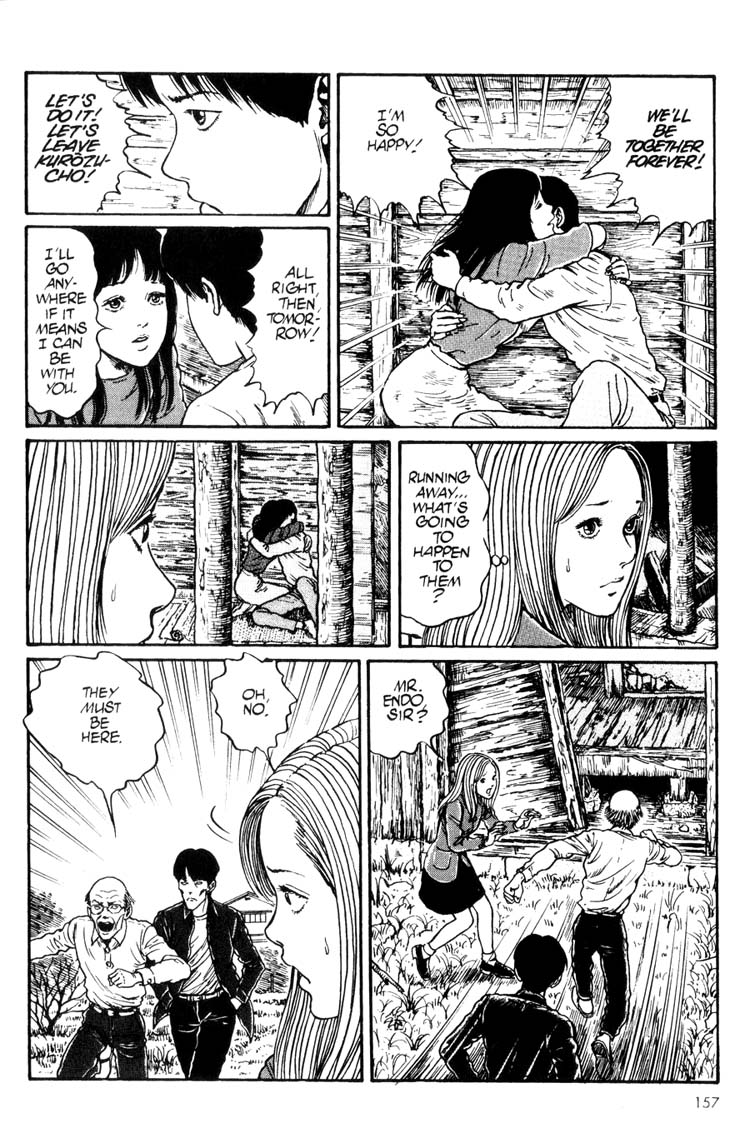 LET'S
DO IT!
LET'S
LEAVE
KURŌZU-
CHO!
I'LL
GO
ANY-
WHERE
IF IT
MEANS
I CAN
BE
WITH
YOU.
ALL
RIGHT,
THEN,
TOMOR-
ROW!
I'M
SO
HAPPY!
WE'LL
BE
TOGETHER
FOREVER!
RUNNING
AWAY...
WHAT'S
GOING
TO
HAPPEN
TO
THEM
?
THEY
MUST
BE
HERE.
OH,
NO.
MR.
ENDO,
SIR?
157